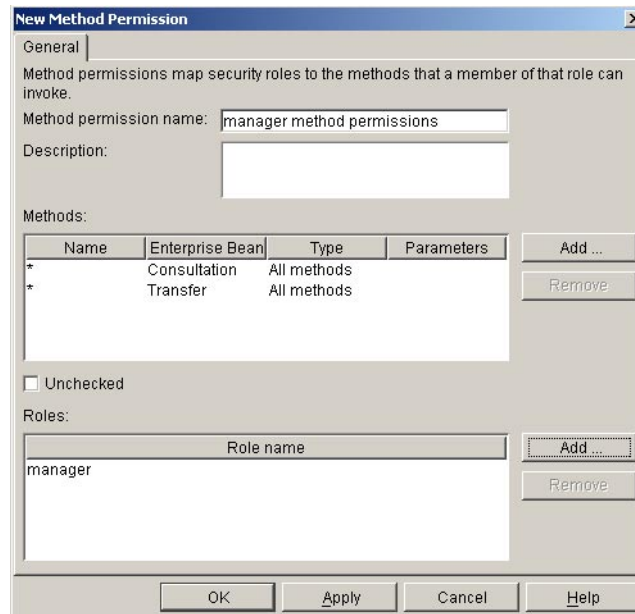 New Method Permission
General
Method permissions map security roles to the methods that a member of that role can
invoke.
Method permission name: manager method permissions
Description:
Methods:
Name Enterprise Bean Type Parameters Add ...
* Consultation All methods
* Transfer All methods
Remove
Unchecked
Roles:
Role name Add ...
manager
Remove
OK Apply Cancel Help